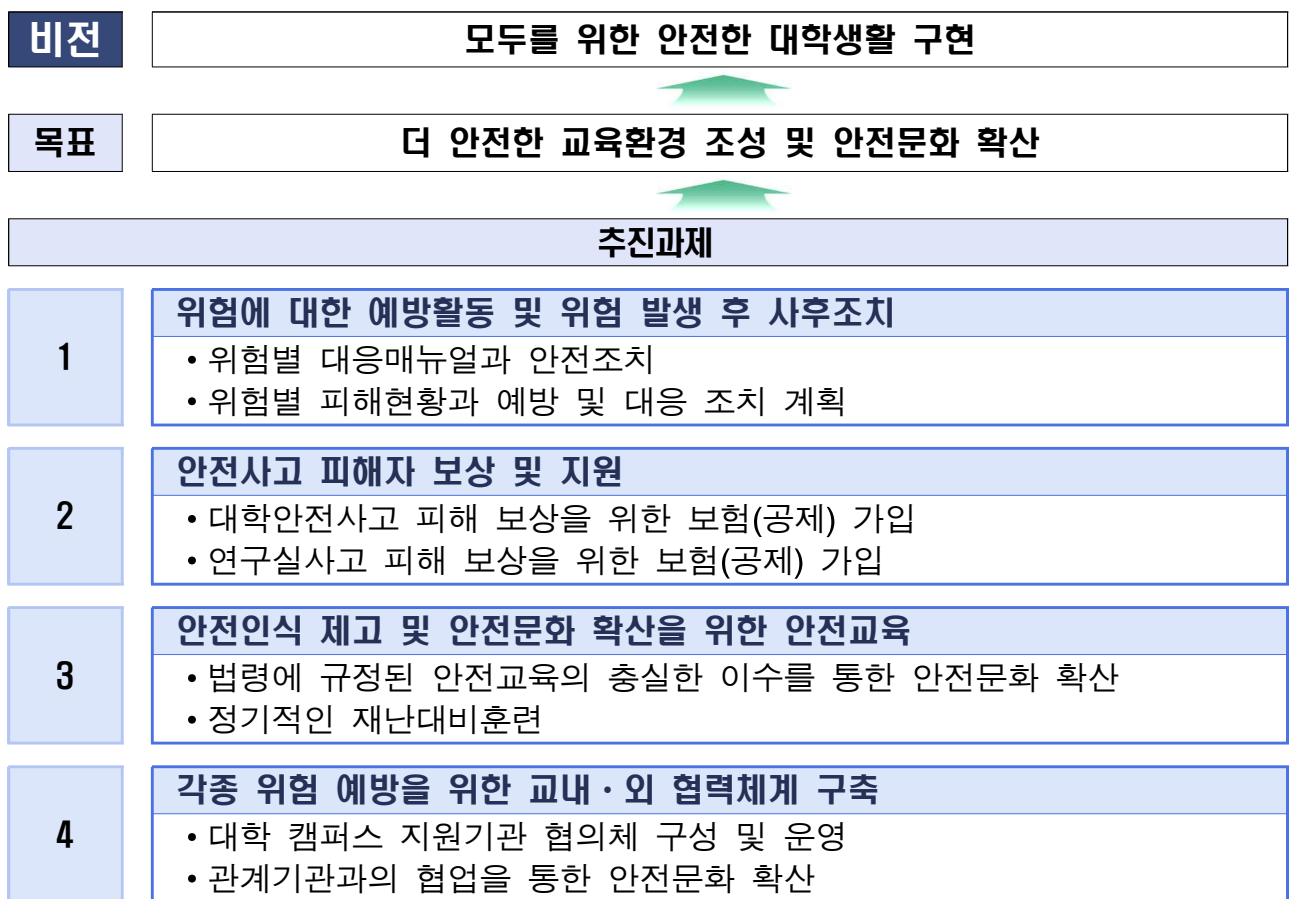 비전
모두를 위한 안전한 대학생활 구현
목표
더 안전한 교육환경 조성 및 안전문화 확산
추진과제
1
위험에 대한 예방활동 및 위험 발생 후 사후조치
• 위험별 대응매뉴얼과 안전조치
• 위험별 피해현황과 예방 및 대응 조치 계획
2
안전사고 피해자 보상 및 지원
• 대학안전사고 피해 보상을 위한 보험(공제) 가입
• 연구실사고 피해 보상을 위한 보험(공제) 가입
3
안전인식 제고 및 안전문화 확산을 위한 안전교육
• 법령에 규정된 안전교육의 충실한 이수를 통한 안전문화 확산
• 정기적인 재난대비훈련
4
각종 위험 예방을 위한 교내·외 협력체계 구축
• 대학 캠퍼스 지원기관 협의체 구성 및 운영
• 관계기관과의 협업을 통한 안전문화 확산